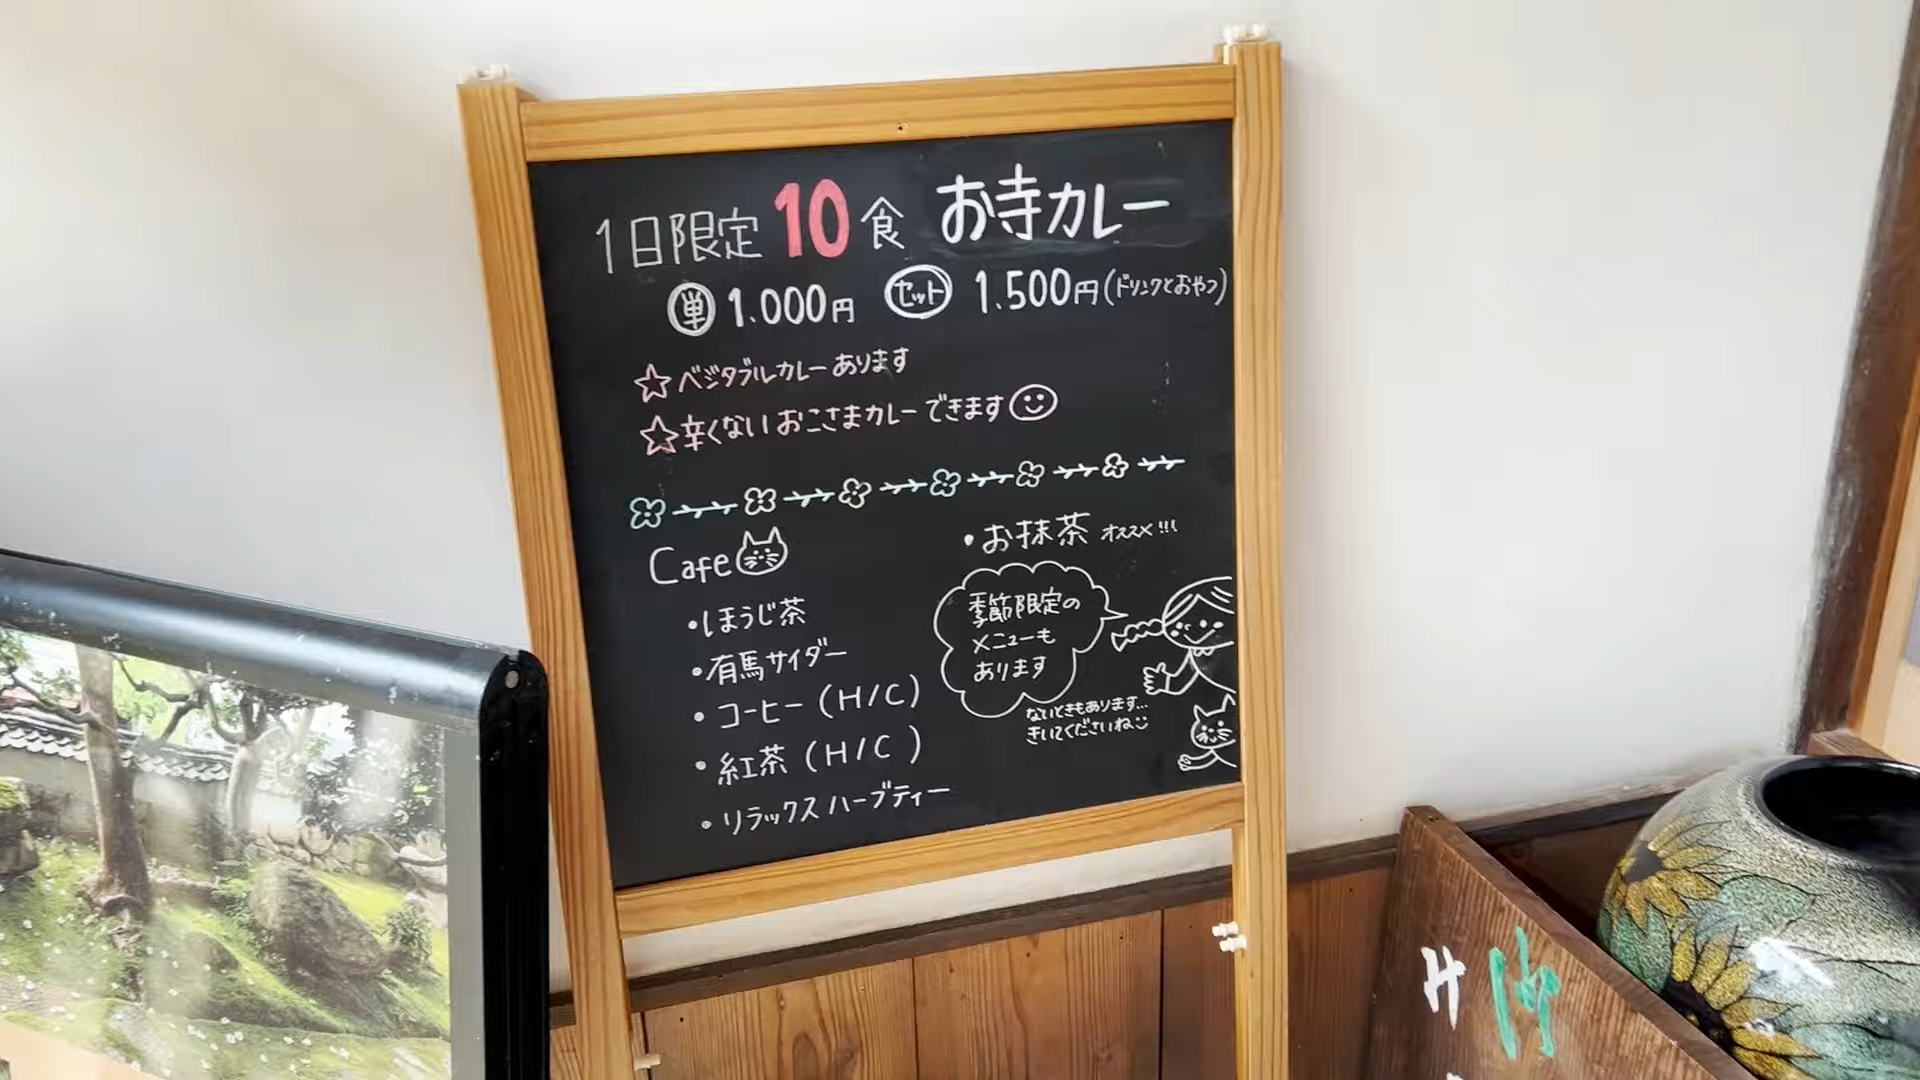 1日限定10食 お寺カレー
単 1.000円 セット 1.500円(ドリンクとおやつ)
☆ベジタブルカレーあります
☆辛くないおこさまカレーできます
Cafe
・ほうじ茶
・有馬サイダー
・コーヒー(H/C)
・紅茶(H/C)
・リラックスハーブティー
・お抹茶 オススメ!!!
季節限定の
メニューも
あります
ないときもあります…
きいてくださいね